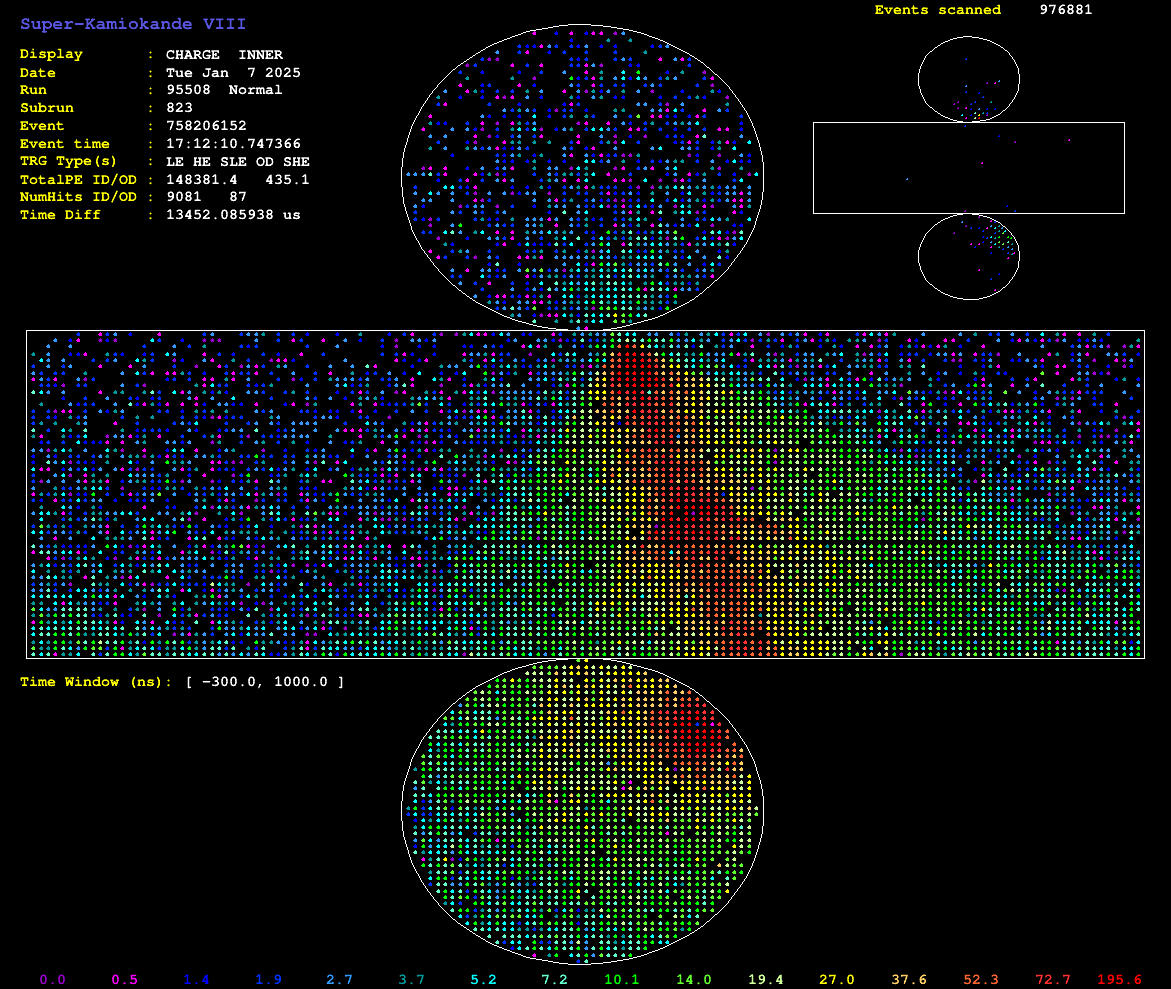 Super-Kamiokande VIII
Events scanned 976881
Display : CHARGE INNER
Date : Tue Jan 7 2025
Run : 95508 Normal
Subrun : 823
Event : 758206152
Event time : 17:12:10.747366
TRG Type(s) : LE HE SLE OD SHE
TotalPE ID/OD : 148381.4 435.1
NumHits ID/OD : 9081 87
Time Diff : 13452.085938 us
Time Window (ns): [ -300.0, 1000.0 ]
0.0 0.5 1.4 1.9 2.7 3.7 5.2 7.2 10.1 14.0 19.4 27.0 37.6 52.3 72.7 195.6